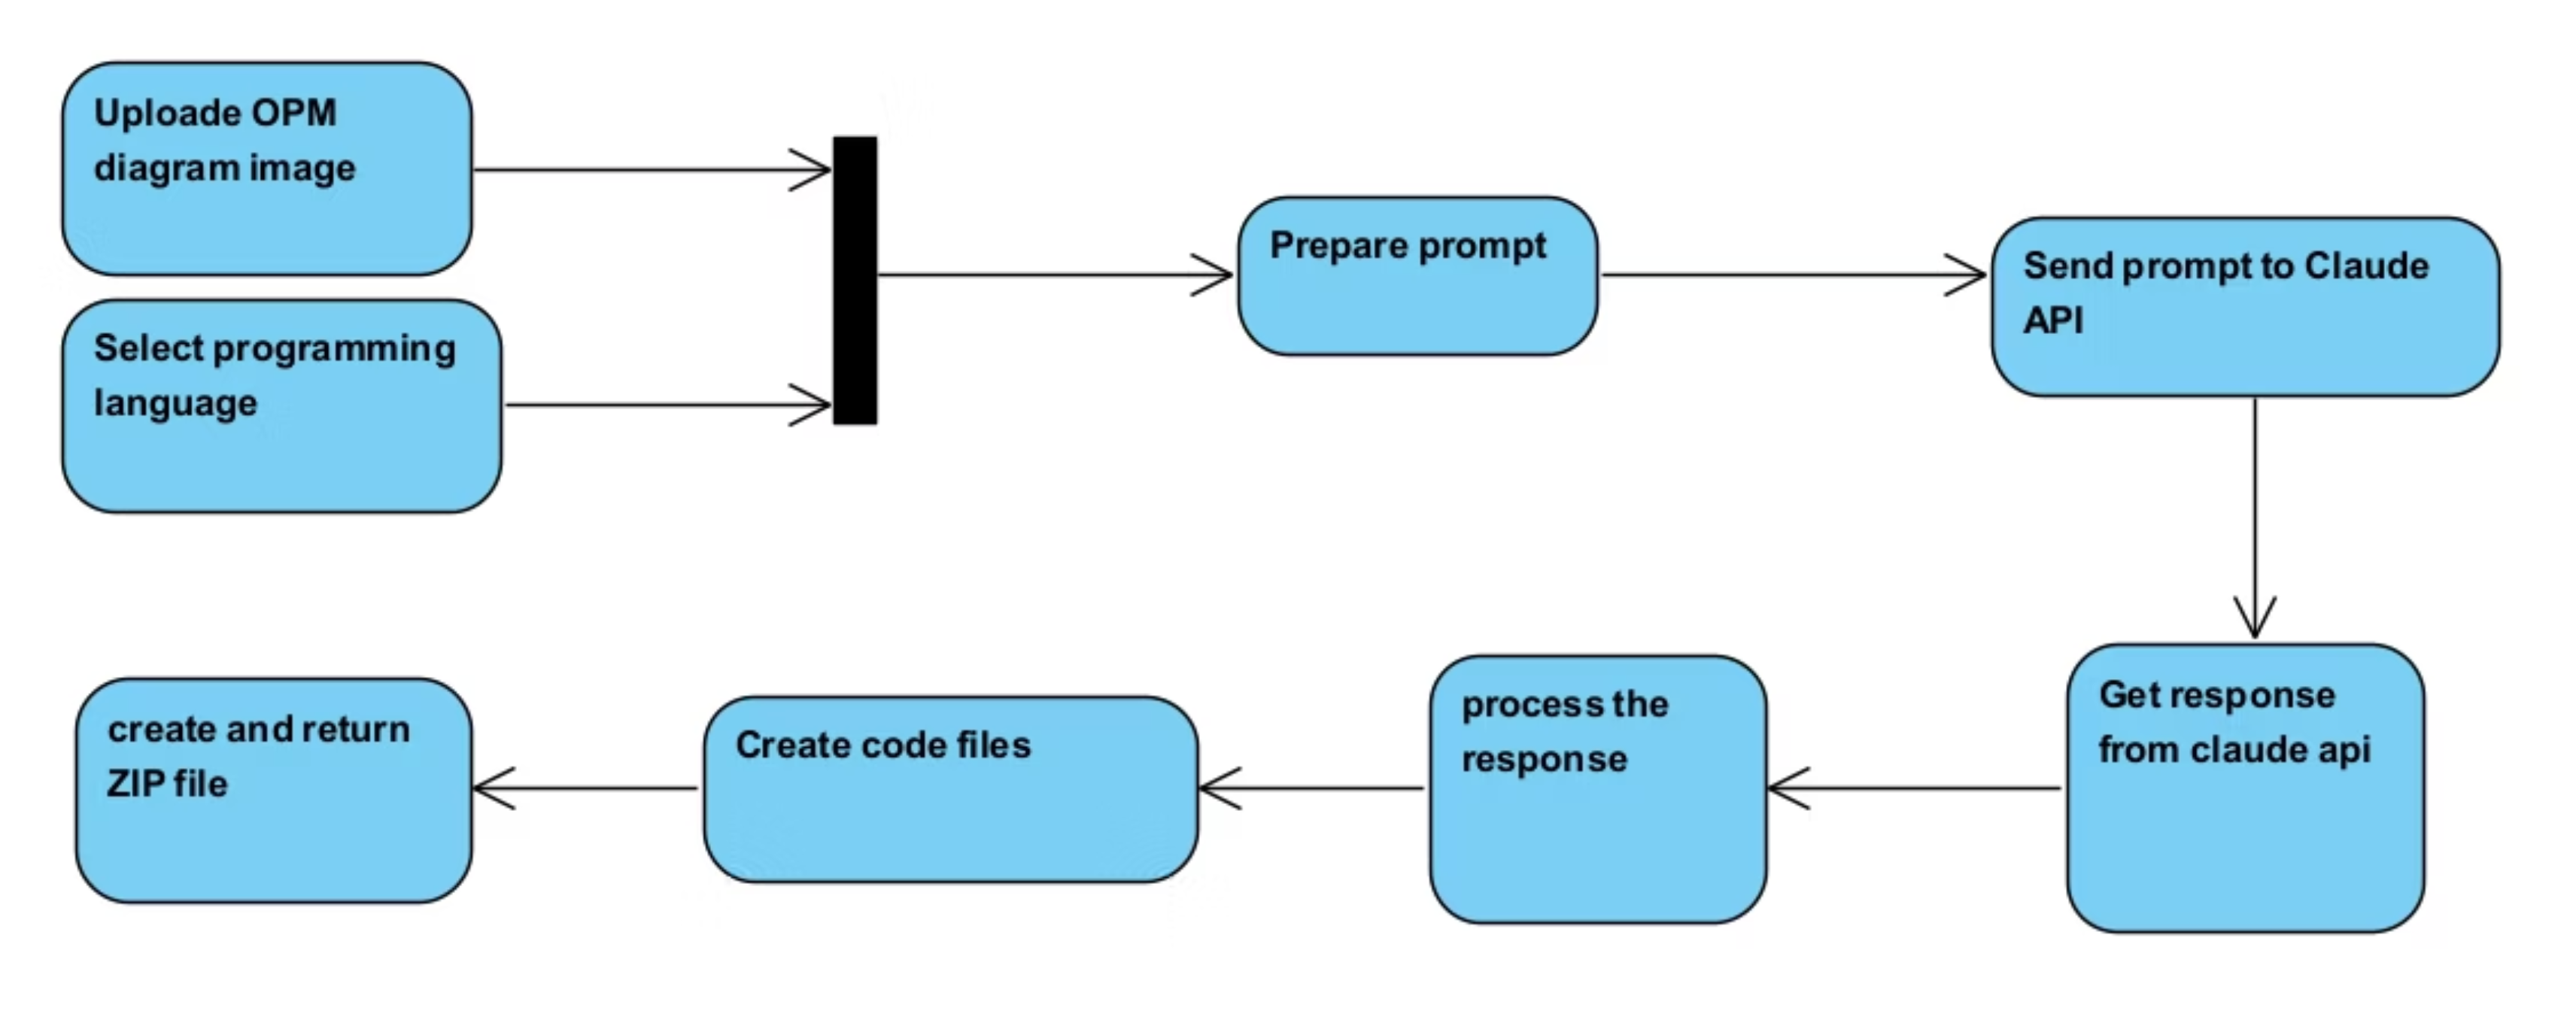 Uploade OPM
diagram image
Select programming
language
Prepare prompt
Send prompt to Claude
API
Get response
from claude api
process the
response
Create code files
create and return
ZIP file